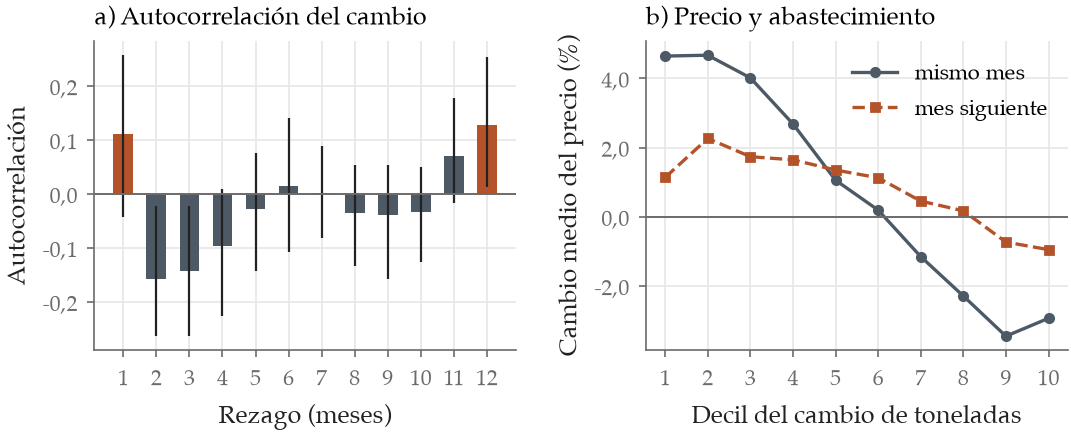 a) Autocorrelación del cambio
Autocorrelación
0,2
0,1
0,0
-0,1
-0,2
1 2 3 4 5 6 7 8 9 10 11 12
Rezago (meses)
b) Precio y abastecimiento
Cambio medio del precio (%)
4,0
2,0
0,0
-2,0
mismo mes
mes siguiente
1 2 3 4 5 6 7 8 9 10
Decil del cambio de toneladas